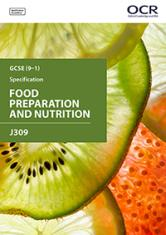 OCR
GCSE (9–1)
Specification
FOOD
PREPARATION
AND NUTRITION
J309